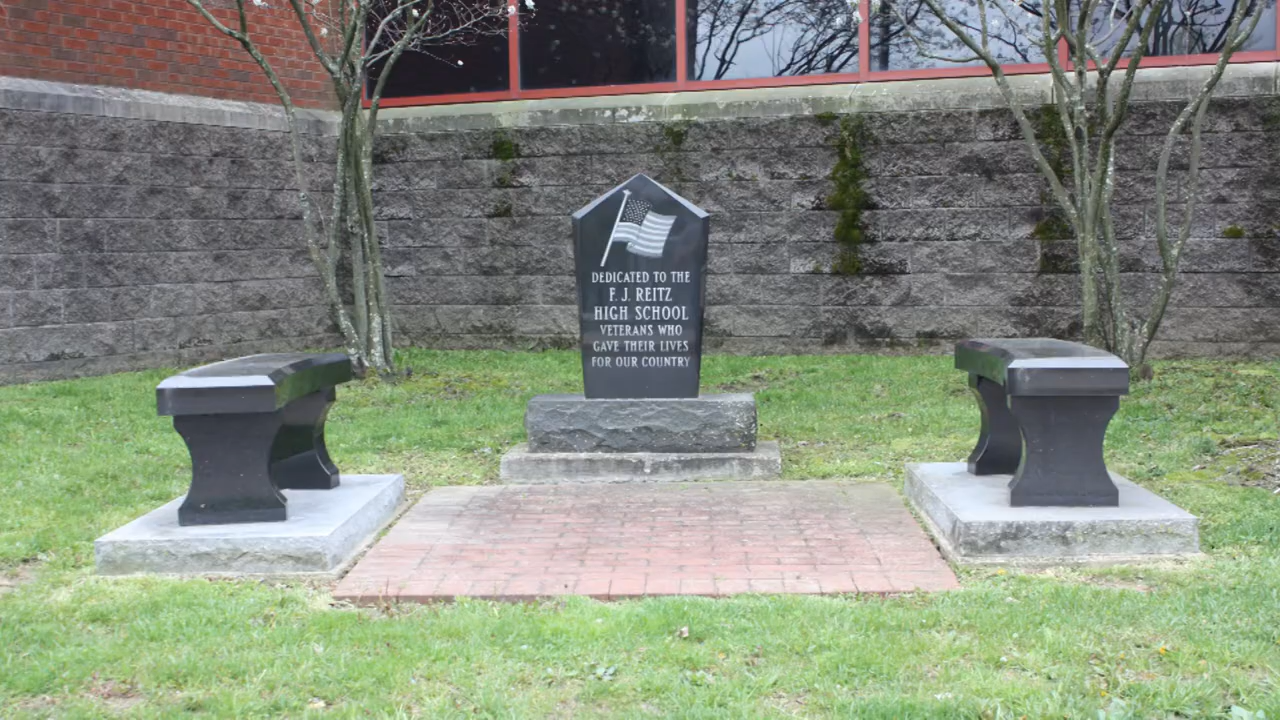 DEDICATED TO THE
F. J. REITZ
HIGH SCHOOL
VETERANS WHO
GAVE THEIR LIVES
FOR OUR COUNTRY